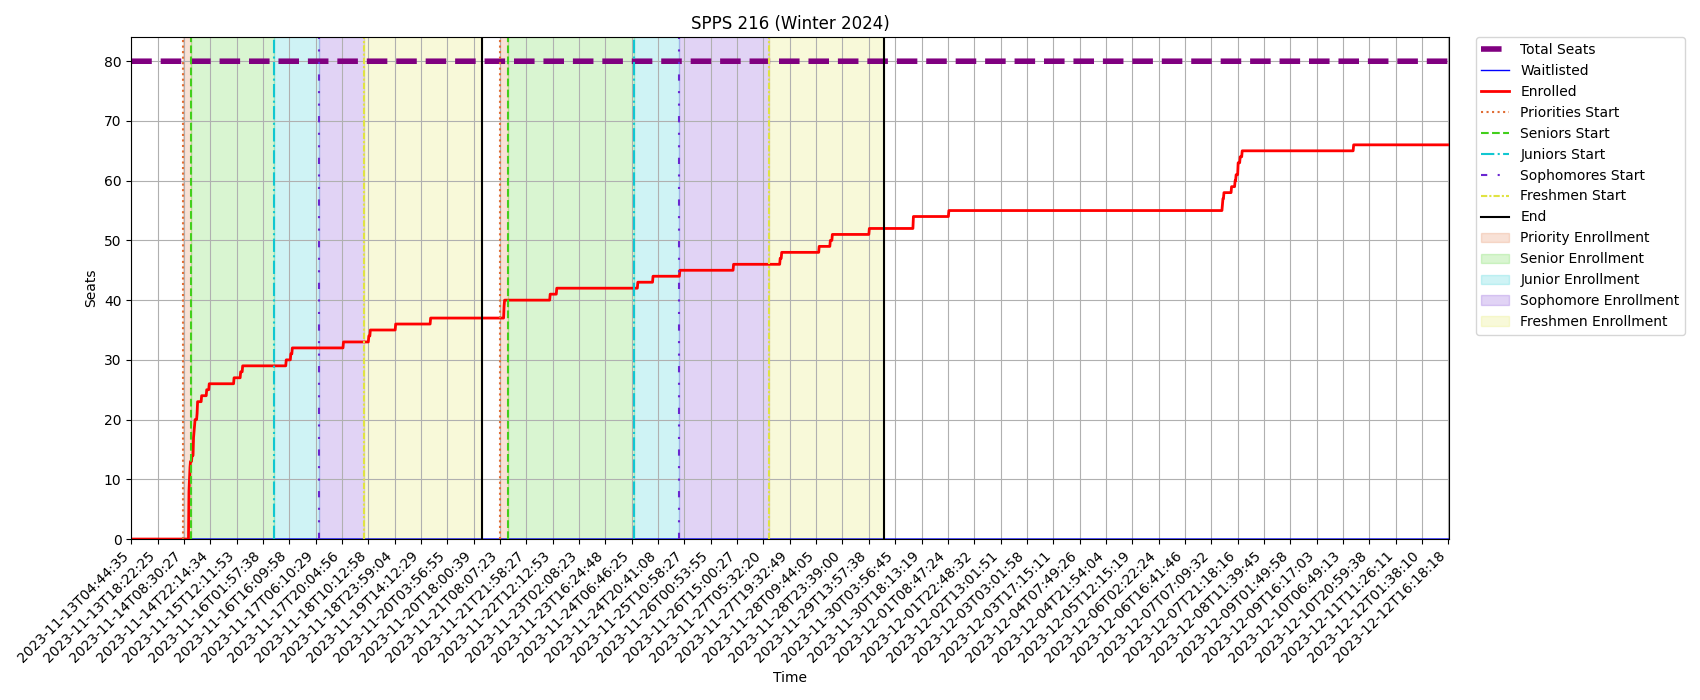 SPPS 216 (Winter 2024)
Total Seats
Waitlisted
Enrolled
Priorities Start
Seniors Start
Juniors Start
Sophomores Start
Freshmen Start
End
Priority Enrollment
Senior Enrollment
Junior Enrollment
Sophomore Enrollment
Freshmen Enrollment
Seats
80
70
60
50
40
30
20
10
0
2023-11-13T04:44:35
2023-11-13T18:22:25
2023-11-14T08:30:27
2023-11-14T22:14:34
2023-11-15T12:11:53
2023-11-16T01:57:38
2023-11-16T16:09:58
2023-11-17T06:10:29
2023-11-17T20:04:56
2023-11-18T10:12:58
2023-11-18T23:59:04
2023-11-19T14:12:29
2023-11-20T03:56:55
2023-11-20T18:00:39
2023-11-21T08:07:23
2023-11-21T21:58:27
2023-11-22T12:12:53
2023-11-23T02:08:23
2023-11-23T16:24:48
2023-11-24T06:46:25
2023-11-24T20:41:08
2023-11-25T10:58:27
2023-11-26T00:53:55
2023-11-26T15:00:27
2023-11-27T05:32:20
2023-11-27T19:32:49
2023-11-28T09:44:05
2023-11-28T23:39:00
2023-11-29T13:57:38
2023-11-30T03:56:45
2023-11-30T18:13:19
2023-12-01T08:47:24
2023-12-01T22:48:32
2023-12-02T13:01:51
2023-12-03T03:01:58
2023-12-03T17:15:11
2023-12-04T07:49:26
2023-12-04T21:54:04
2023-12-05T12:15:19
2023-12-06T02:22:24
2023-12-06T16:41:46
2023-12-07T07:09:32
2023-12-07T21:18:16
2023-12-08T11:39:45
2023-12-09T01:49:58
2023-12-09T16:17:03
2023-12-10T06:49:13
2023-12-10T20:59:38
2023-12-11T11:26:11
2023-12-12T01:38:10
2023-12-12T16:18:18
Time